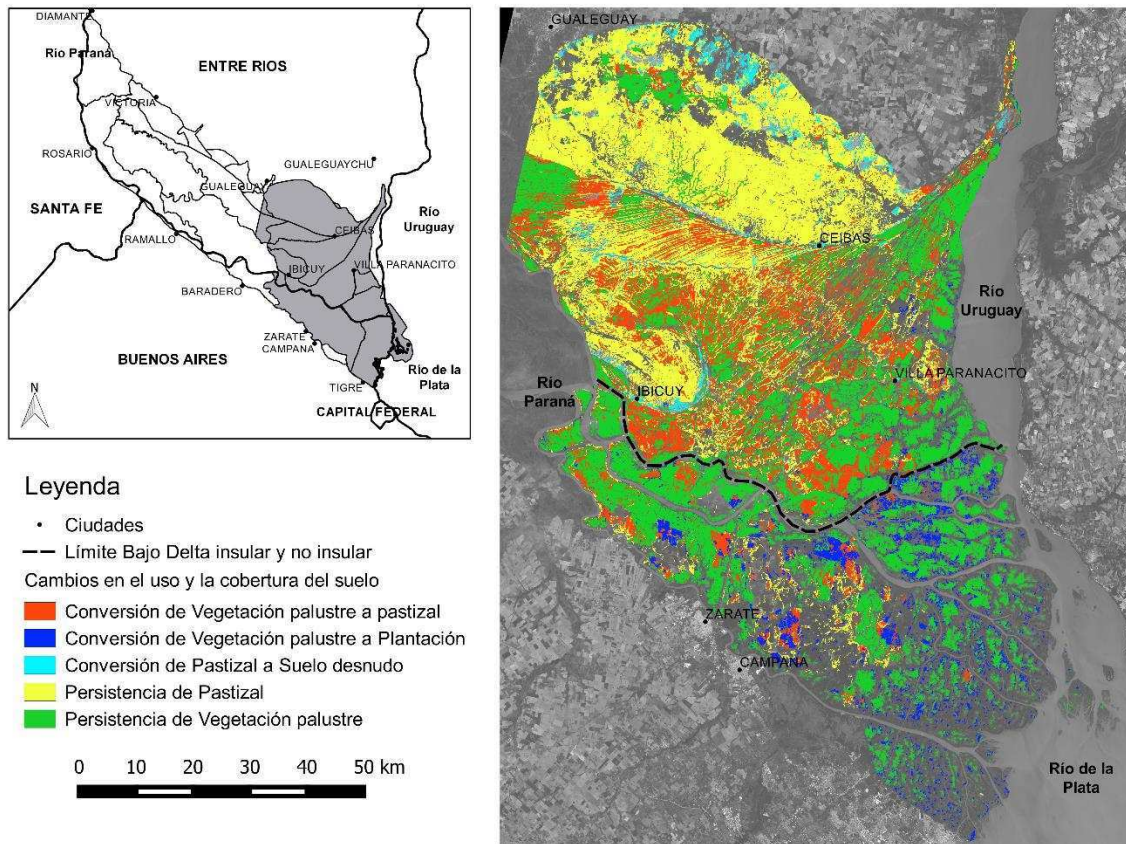 DIAMANTE
Río Paraná
ENTRE RIOS
VICTORIA
ROSARIO
GUALEGUAYCHU
GUALEGUAY
SANTA FE
Río
Uruguay
CEIBAS
RAMALLO
IBICUY
VILLA PARANACITO
BARADERO
ZARATE
CAMPANA
BUENOS AIRES
Río de la
Plata
TIGRE
N
CAPITAL FEDERAL
Leyenda
Ciudades
Límite Bajo Delta insular y no insular
Cambios en el uso y la cobertura del suelo
Conversión de Vegetación palustre a pastizal
Conversión de Vegetación palustre a Plantación
Conversión de Pastizal a Suelo desnudo
Persistencia de Pastizal
Persistencia de Vegetación palustre
0 10 20 30 40 50 km
GUALEGUAY
CEIBAS
Río
Uruguay
VILLA PARANACITO
Río
Paraná
IBICUY
ZARATE
CAMPANA
Río de la
Plata